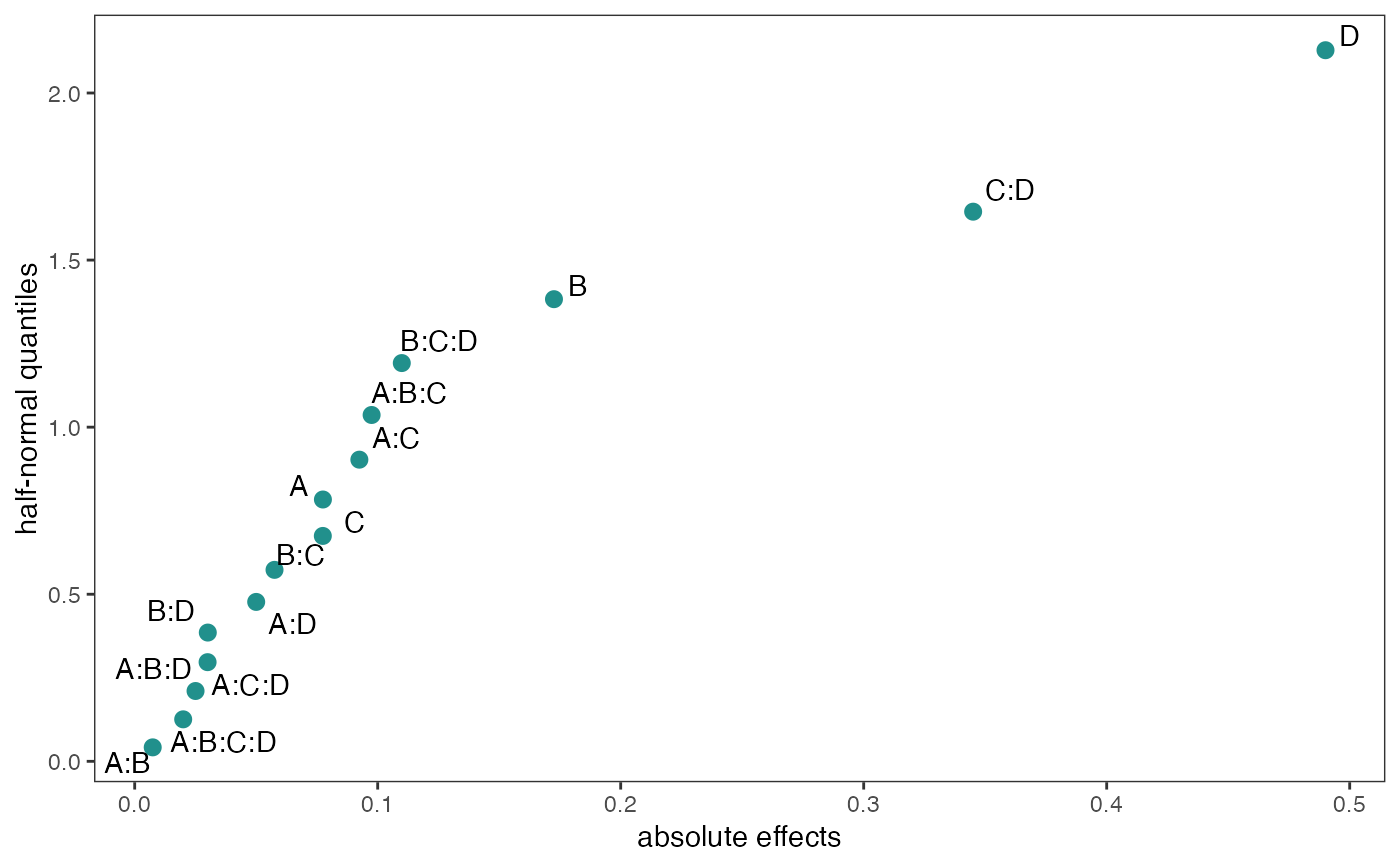 D
2.0
C:D
1.5
B
B:C:D
A:B:C
1.0
A:C
A
C
B:C
0.5
B:D
A:D
A:B:D
A:C:D
A:B:C:D
0.0
A:B
0.0 0.1 0.2 0.3 0.4 0.5
absolute effects
half-normal quantiles